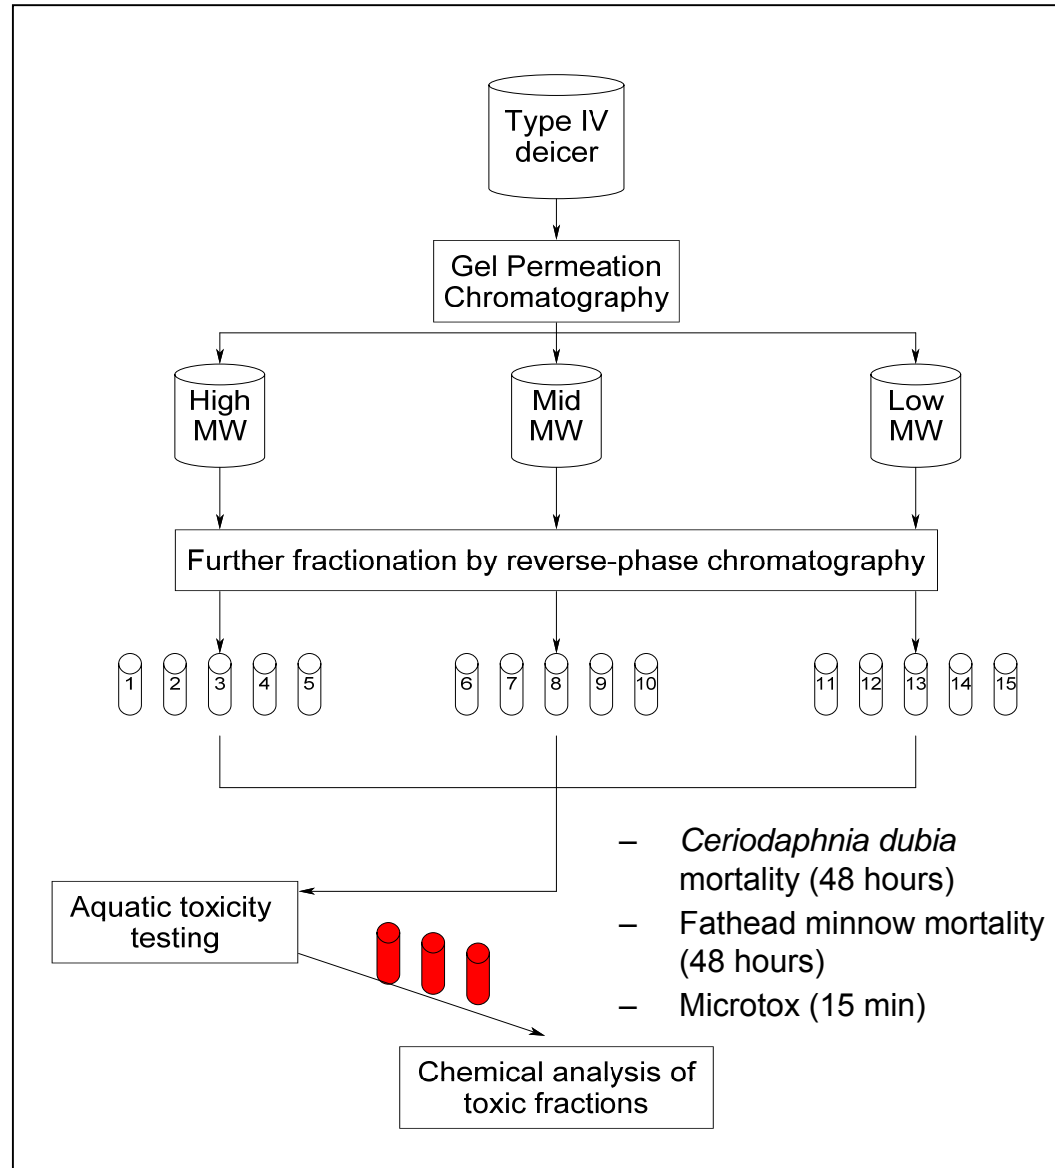 Type IV
deicer
Gel Permeation
Chromatography
High
MW
Mid
MW
Low
MW
Further fractionation by reverse-phase chromatography
1 2 3 4 5 6 7 8 9 10 11 12 13 14 15
– Ceriodaphnia dubia
mortality (48 hours)
– Fathead minnow mortality
(48 hours)
– Microtox (15 min)
Aquatic toxicity
testing
Chemical analysis of
toxic fractions